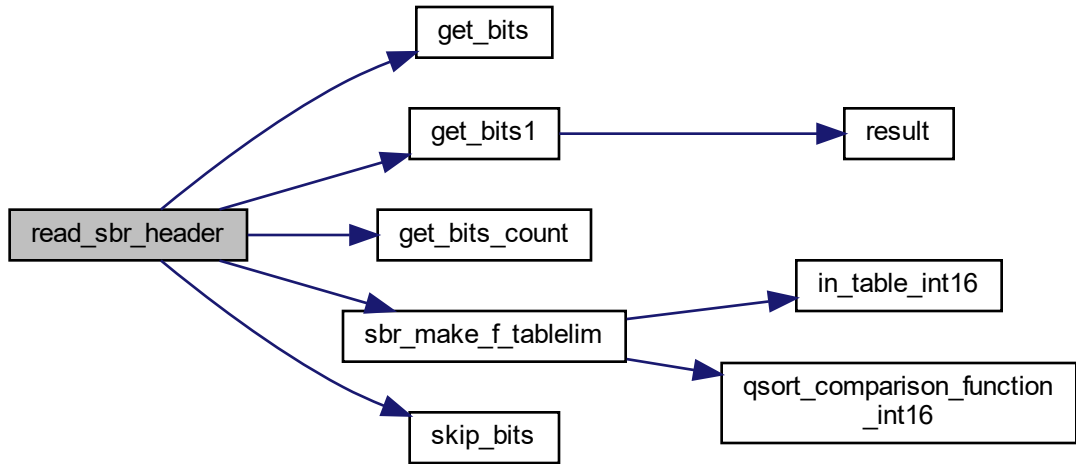 get_bits
get_bits1
result
read_sbr_header
get_bits_count
in_table_int16
sbr_make_f_tablelim
qsort_comparison_function
_int16
skip_bits